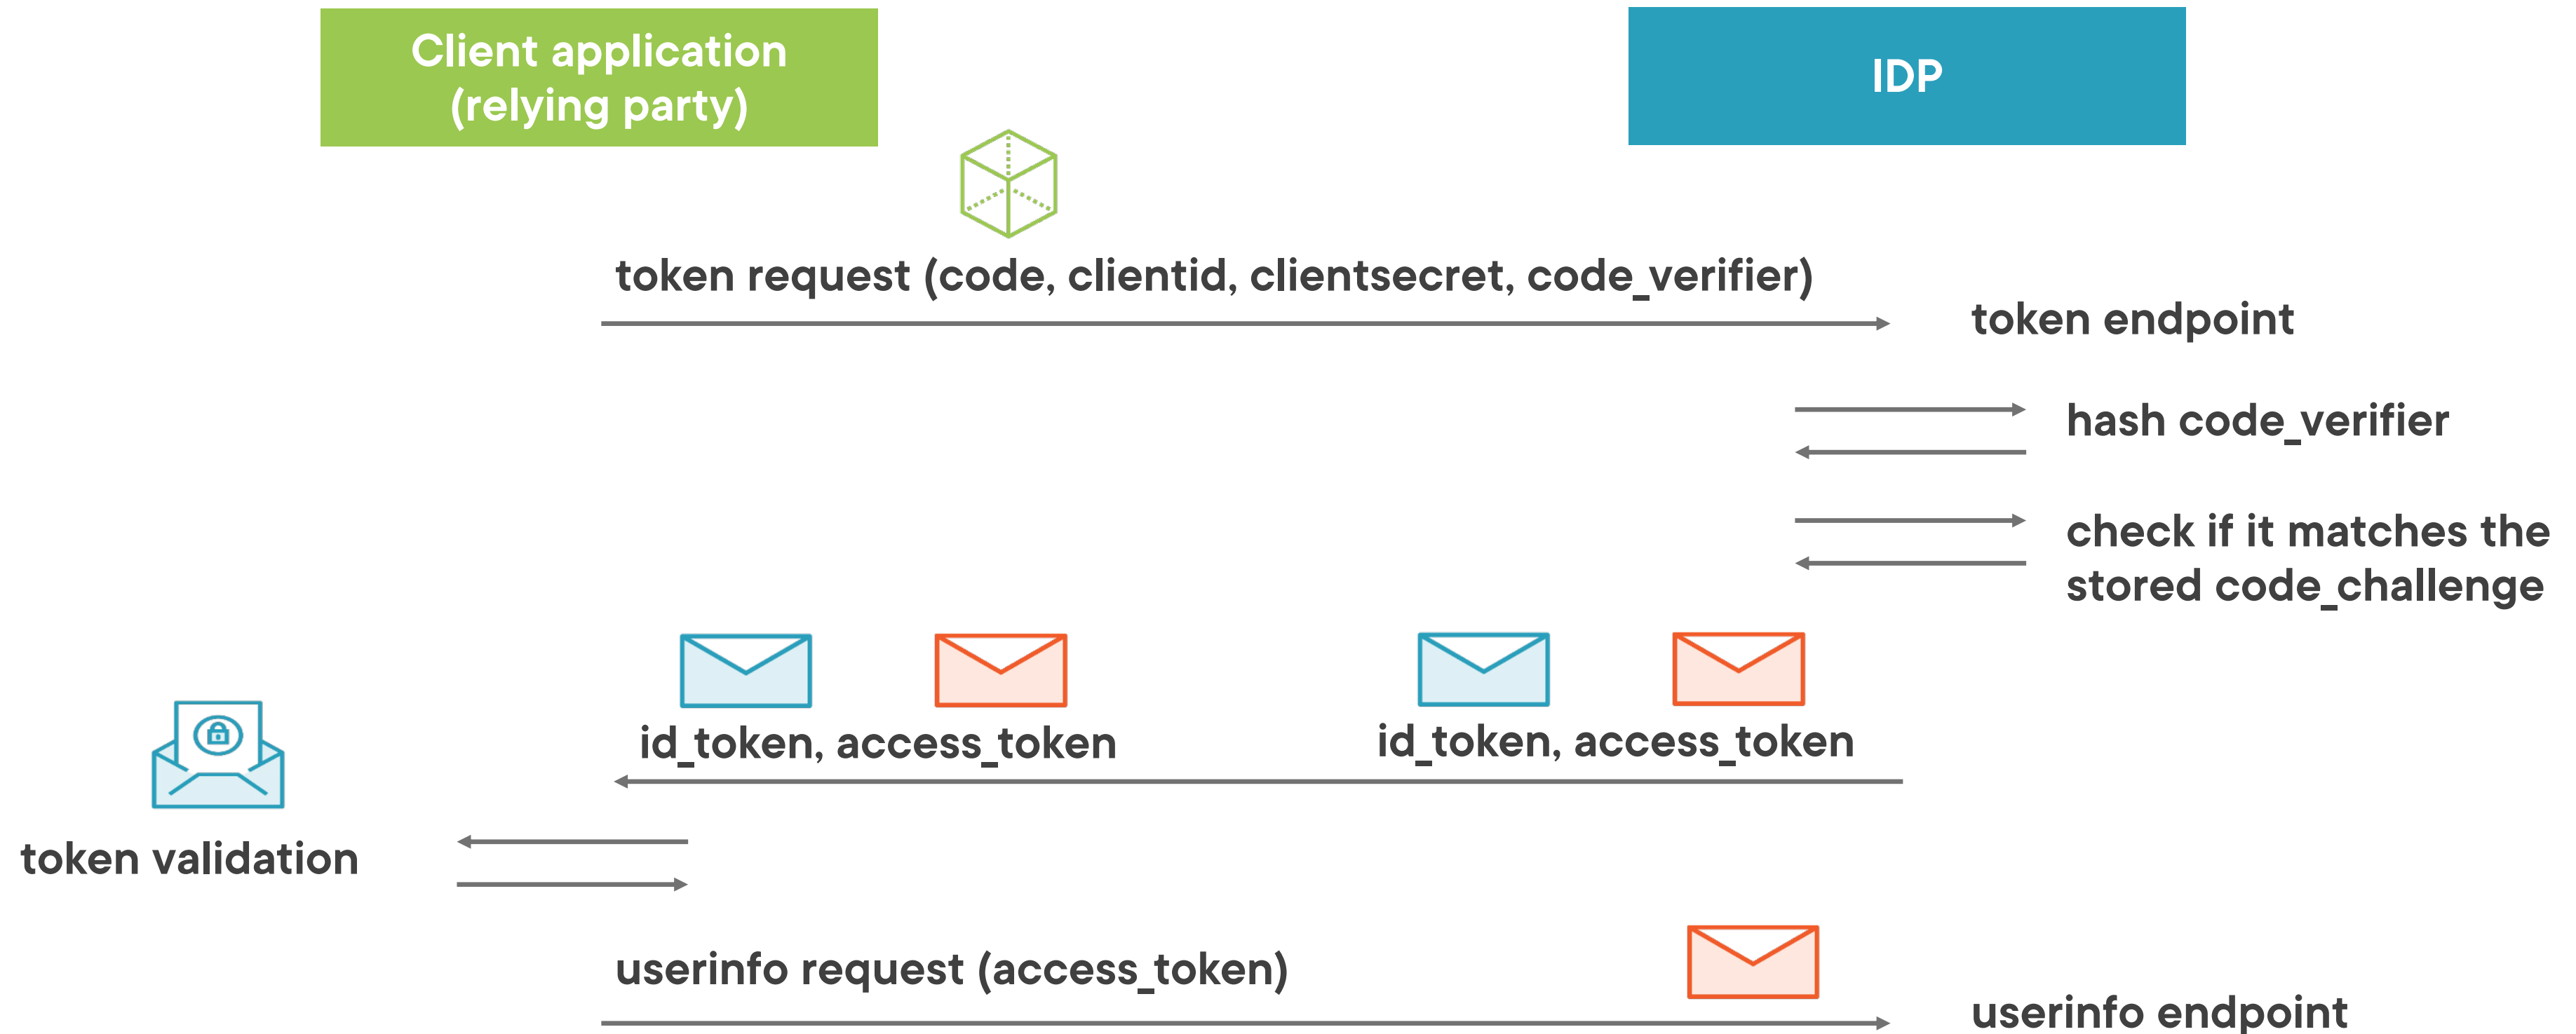 Client application
(relying party)
IDP
token request (code, clientid, clientsecret, code_verifier)
token endpoint
hash code_verifier
check if it matches the
stored code_challenge
id_token, access_token
id_token, access_token
token validation
userinfo request (access_token)
userinfo endpoint